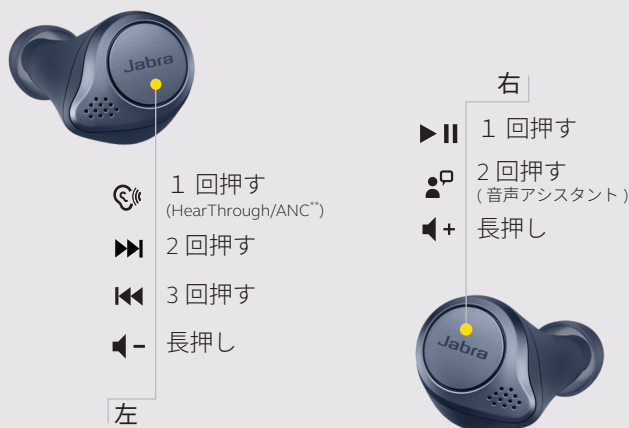 Jabra
1 回押す
(HearThrough/ANC**)
2 回押す
3 回押す
長押し
左
右
1 回押す
2 回押す
( 音声アシスタント )
長押し
Jabra